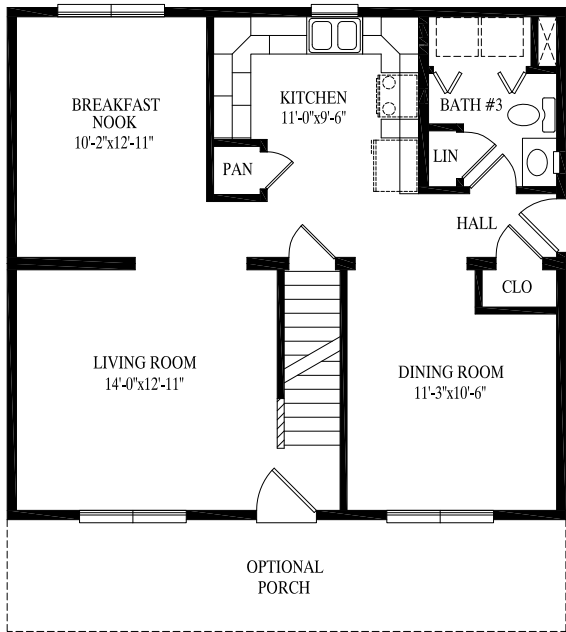 BREAKFAST
NOOK
10'-2"x12'-11"
KITCHEN
11'-0"x9'-6"
BATH #3
PAN
LIN
HALL
CLO
LIVING ROOM
14'-0"x12'-11"
DINING ROOM
11'-3"x10'-6"
OPTIONAL
PORCH